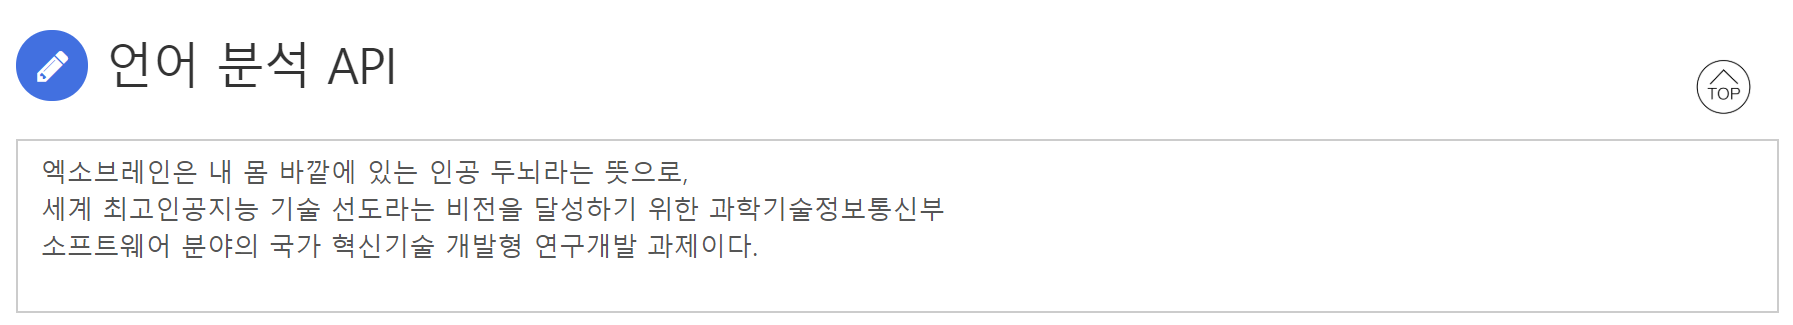 언어 분석 API
TOP
엑소브레인은 내 몸 바깥에 있는 인공 두뇌라는 뜻으로,
세계 최고인공지능 기술 선도라는 비전을 달성하기 위한 과학기술정보통신부
소프트웨어 분야의 국가 혁신기술 개발형 연구개발 과제이다.